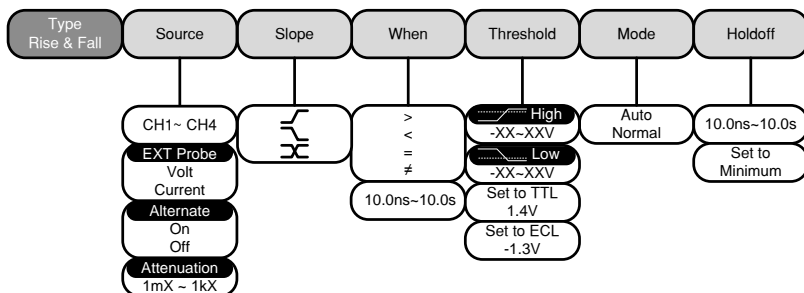 Type
Rise & Fall
Source
Slope
When
Threshold
Mode
Holdoff
CH1~ CH4
EXT Probe
Volt
Current
Alternate
On
Off
Attenuation
1mX ~ 1kX
>
<
=
≠
10.0ns~10.0s
High
-XX~XXV
Low
-XX~XXV
Set to TTL
1.4V
Set to ECL
-1.3V
Auto
Normal
10.0ns~10.0s
Set to
Minimum